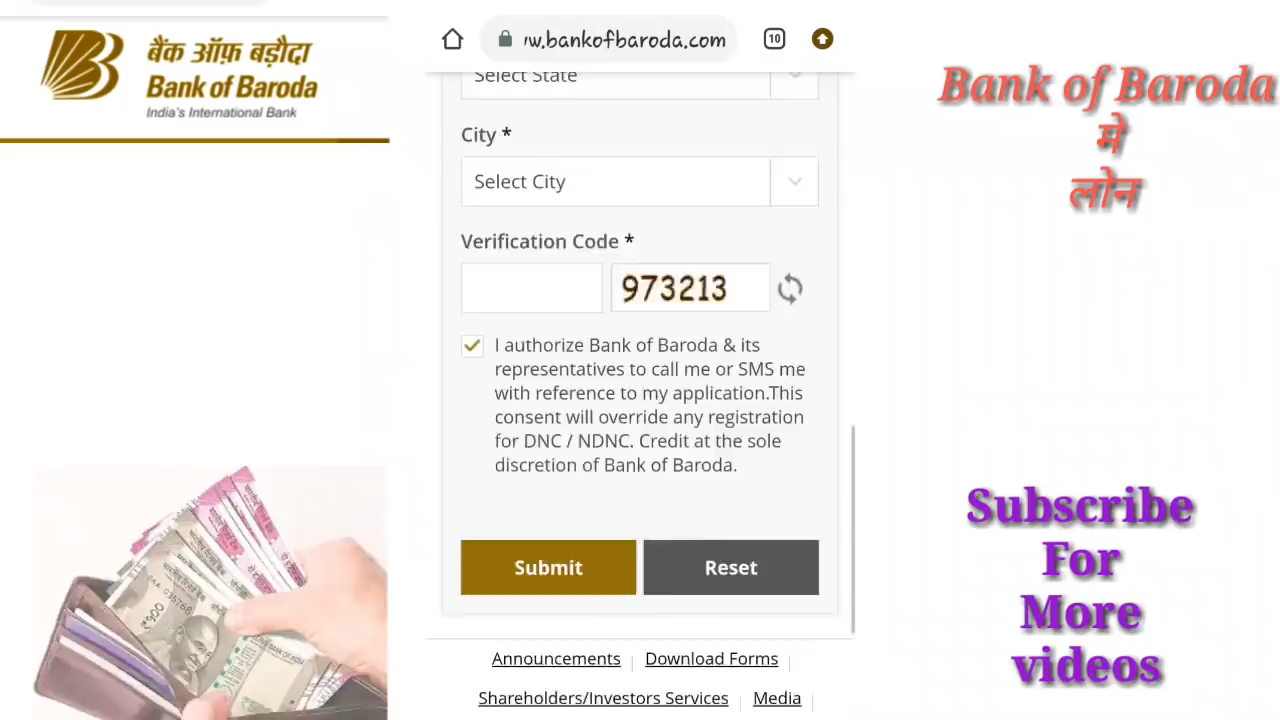 बैंक ऑफ़ बड़ौदा
Bank of Baroda
India's International Bank
w.bankofbaroda.com
10
Select State
City *
Select City
Verification Code *
973213
I authorize Bank of Baroda & its
representatives to call me or SMS me
with reference to my application.This
consent will override any registration
for DNC / NDNC. Credit at the sole
discretion of Bank of Baroda.
Submit
Reset
Announcements
Download Forms
Shareholders/Investors Services
Media
Bank of Baroda
मे
लोन
Subscribe
For
More
videos